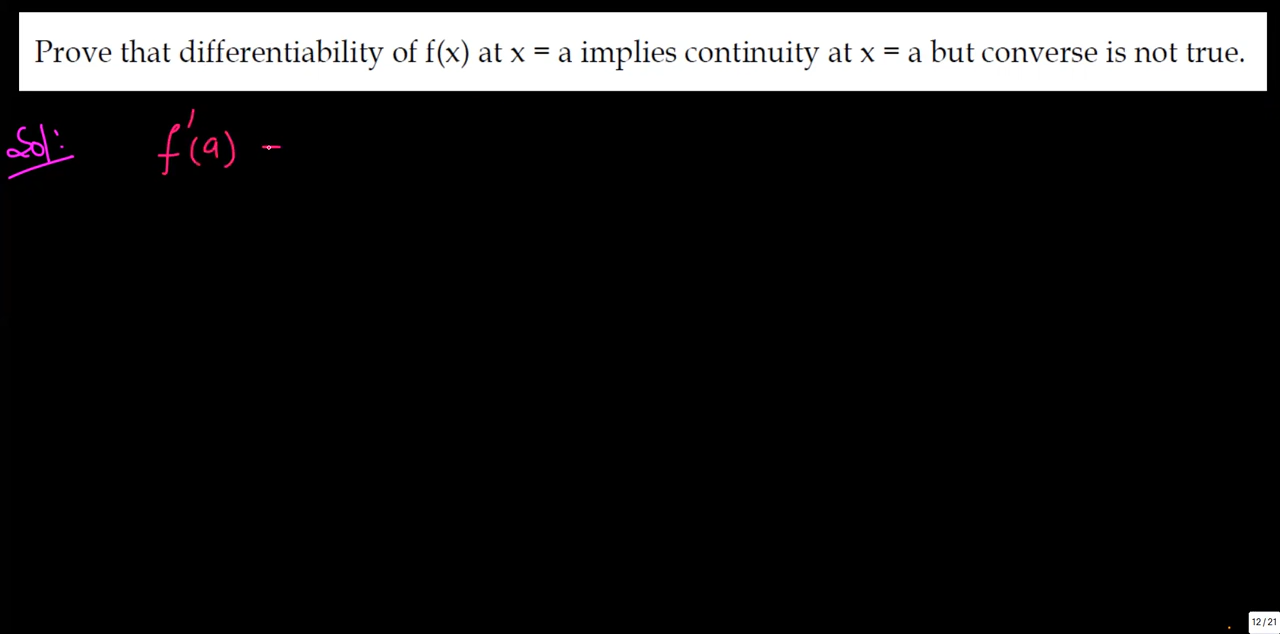 Prove that differentiability of f(x) at x = a implies continuity at x = a but converse is not true.
Sol: f'(a) -
12/21